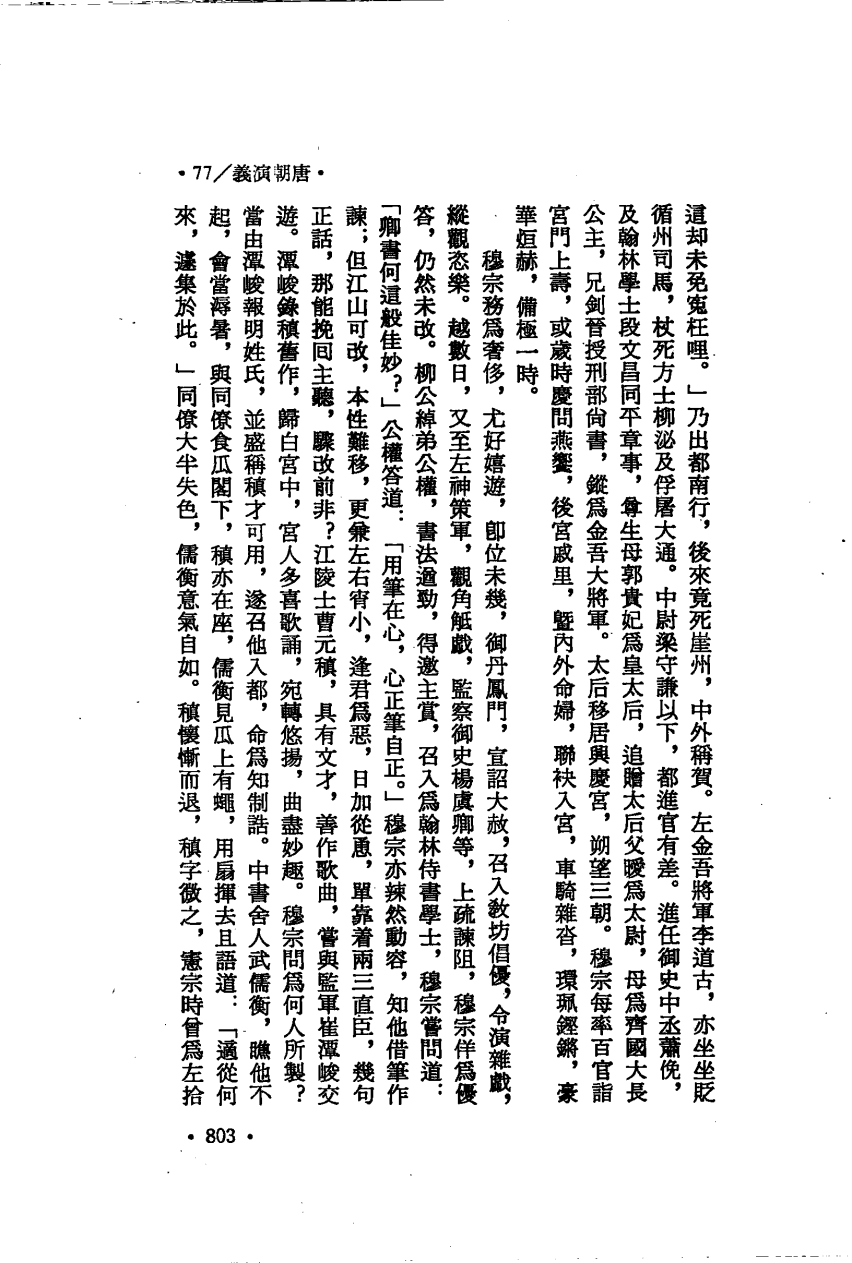 •77/義演朝唐•
這却未免寃枉哩。」乃出都南行，後來竟死崖州，中外稱賀。左金吾將軍李道古，亦坐坐貶
循州司馬，杖死方士柳泌及俘屠大通。中尉梁守謙以下，都進官有差。進任御史中丞蕭俛，
及翰林學士段文昌同平章事，尊生母郭貴妃爲皇太后，追贈太后父曖爲太尉，母爲齊國大長
公主，兄釗晉授刑部尙書，鏦爲金吾大將軍。太后移居興慶宮，朔望三朝。穆宗每率百官詣
宮門上壽，或歲時慶問燕饗，後宮戚里，曁內外命婦，聯袂入宮，車騎雜沓，環珮鏗鏘，豪
華烜赫，備極一時。
穆宗務爲奢侈，尤好嬉遊，卽位未幾，御丹鳳門，宣詔大赦，召入敎坊倡優，令演雜戲，
縱觀恣樂。越數日，又至左神策軍，觀角觝戲，監察御史楊虞卿等，上疏諫阻，穆宗佯爲優
答，仍然未改。柳公綽弟公權，書法遒勁，得邀主賞，召入爲翰林侍書學士，穆宗嘗問道：
「卿書何這般佳妙？」公權答道：「用筆在心，心正筆自正。」穆宗亦竦然動容，知他借筆作
諫；但江山可改，本性難移，更兼左右宵小，逢君爲惡，日加從恿，單靠着兩三直臣，幾句
正話，那能挽囘主聽，驟改前非？江陵士曹元稹，具有文才，善作歌曲，嘗與監軍崔潭峻交
遊。潭峻錄稹舊作，歸白宮中，宮人多喜歌誦，宛轉悠揚，曲盡妙趣。穆宗問爲何人所製？
當由潭峻報明姓氏，並盛稱稹才可用，遂召他入都，命爲知制誥。中書舍人武儒衡，瞧他不
起，會當溽暑，與同僚食瓜閣下，稹亦在座，儒衡見瓜上有蠅，用扇揮去且語道：「適從何
來，遽集於此。」同僚大半失色，儒衡意氣自如。稹懷慚而退，稹字微之，憲宗時曾爲左拾
•803•